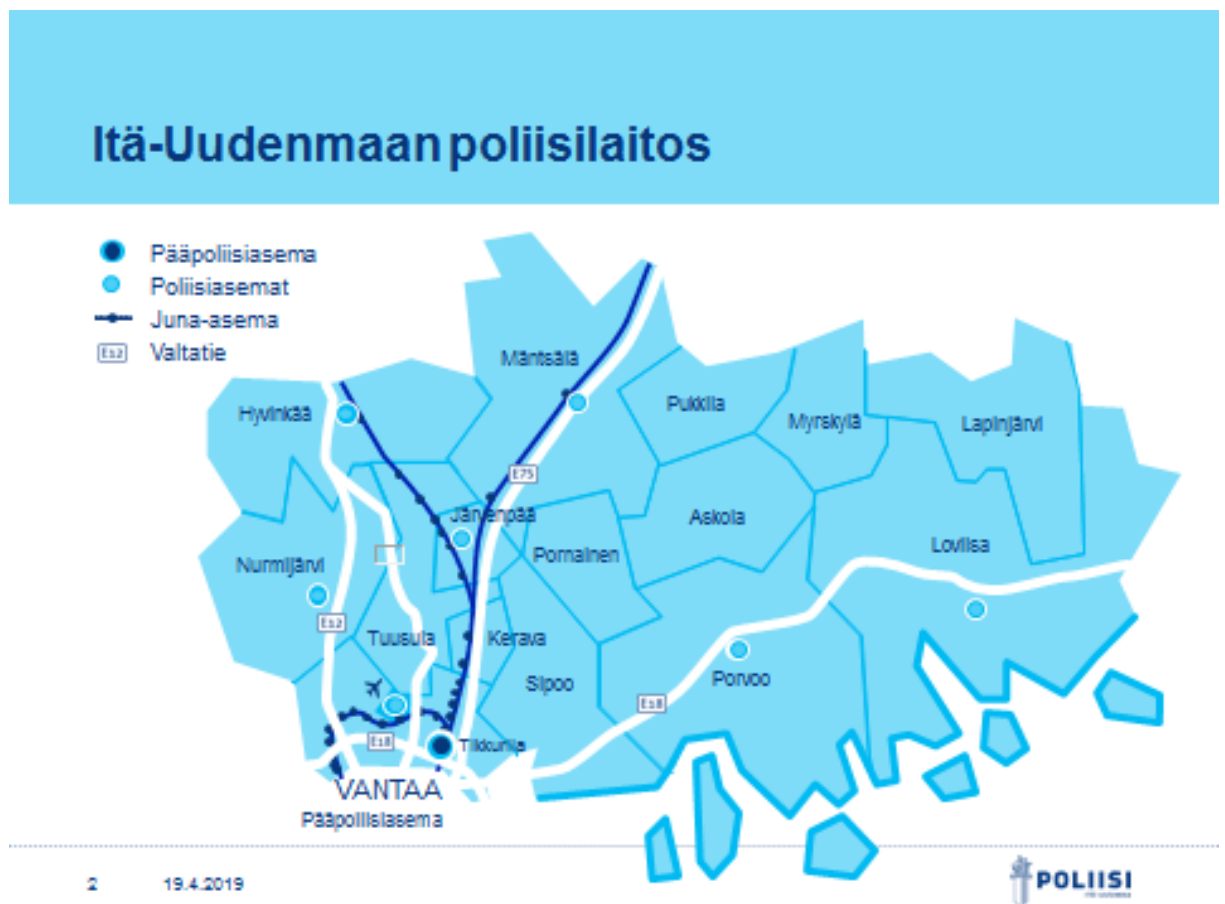 Itä-Uudenmaan poliisilaitos
Pääpoliisiasema
Poliisiasemat
Juna-asema
E12 Valtatie
Mäntsälä
Hyvinkää
Pukkila
Myrskylä
Lapinjärvi
E75
Järvenpää
Askola
Nurmijärvi
Pornainen
Loviisa
E12
Tuusula
Kerava
Sipoo
Porvoo
E18
E18
Tikkurila
VANTAA
Pääpoliisiasema
2 19.4.2019
POLIISI